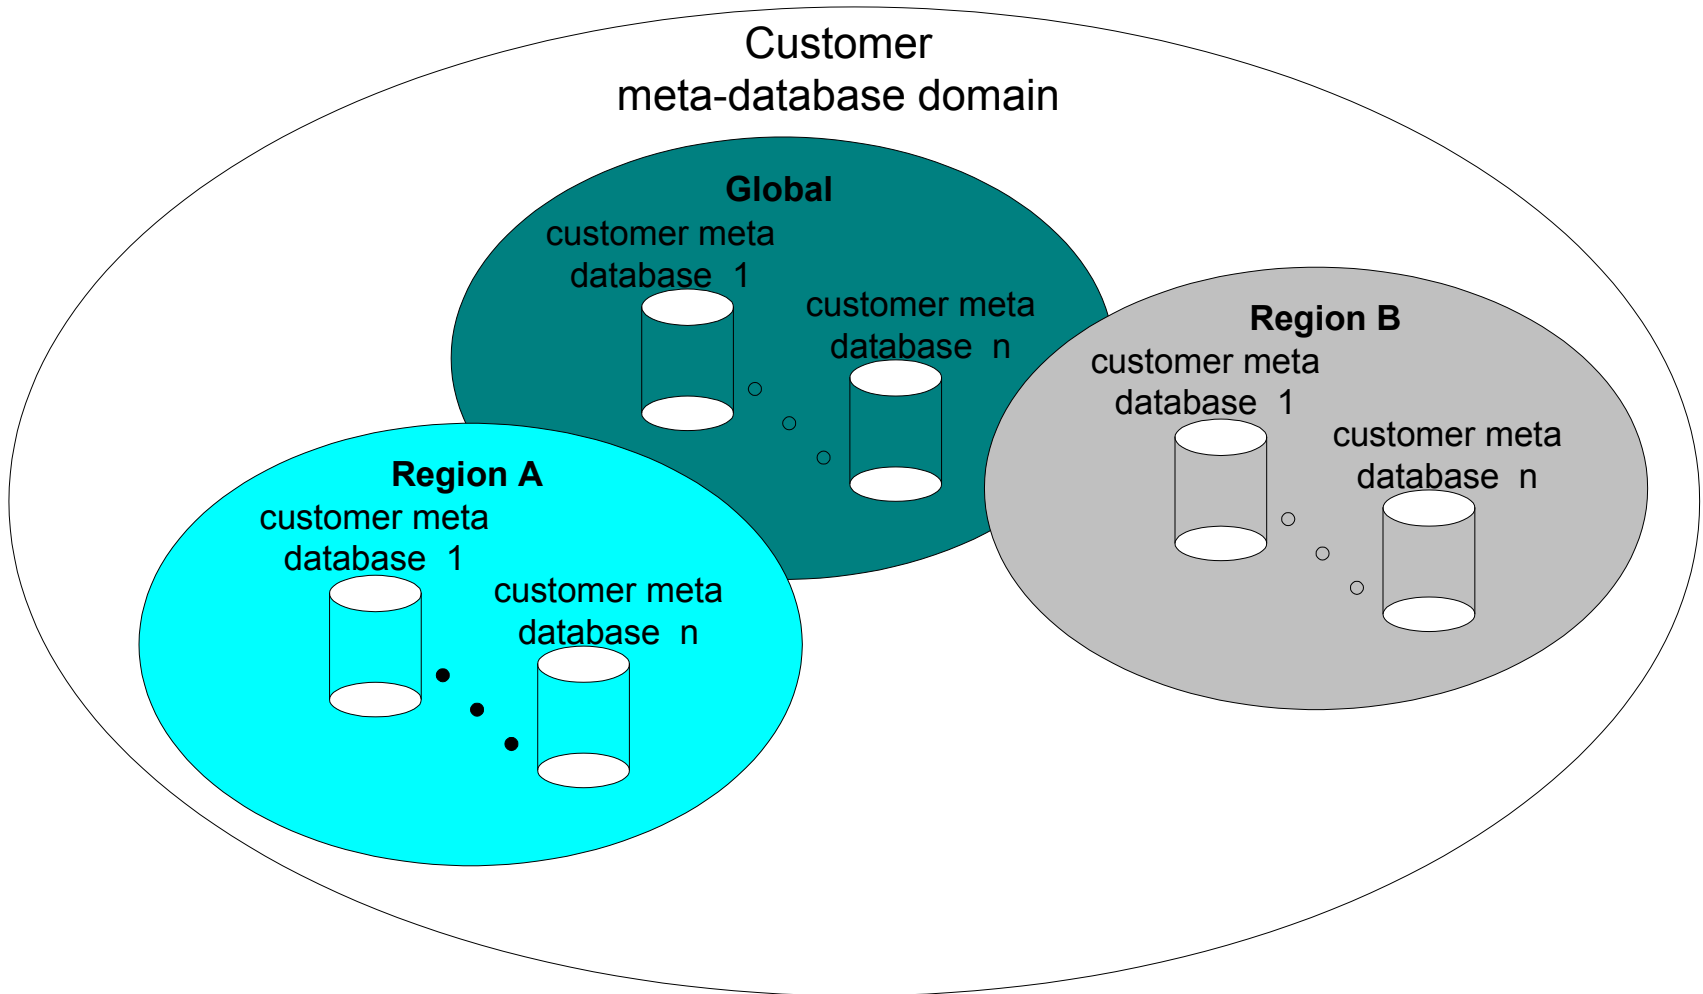 Customer
meta-database domain
Global
customer meta
database 1
customer meta
database n
Region B
customer meta
database 1
customer meta
database n
Region A
customer meta
database 1
customer meta
database n